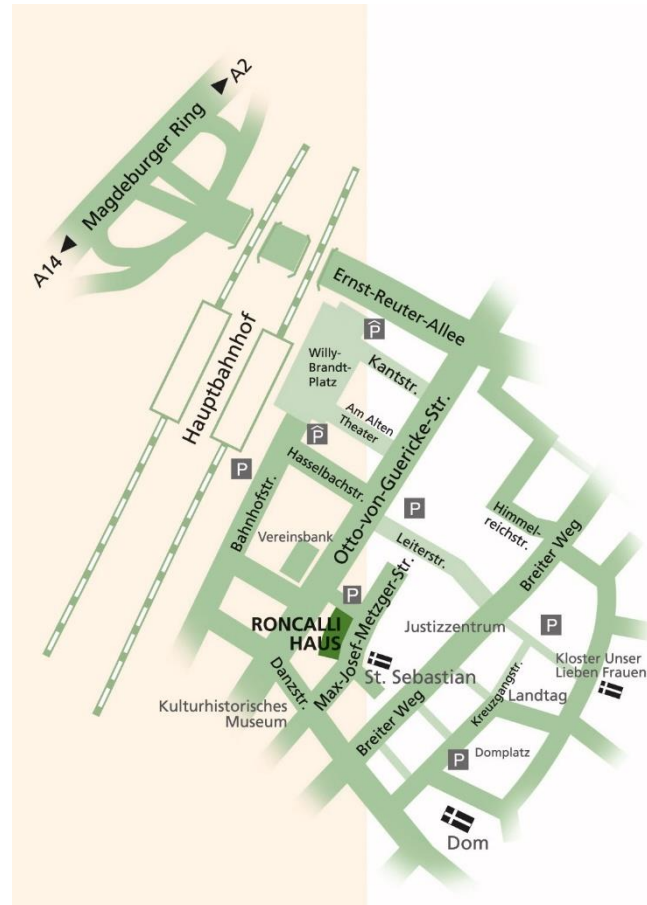 A2
Magdeburger Ring
A14
Hauptbahnhof
Ernst-Reuter-Allee
P
Willy-
Brandt-
Platz
Kantstr.
Am Alten
Theater
P
P
Hasselbachstr.
Otto-von-Guericke-Str.
Bahnhofstr.
P
Himmel-
reichstr.
Breiter Weg
Vereinsbank
Leiterstr.
P
RONCALLI
HAUS
Max-Josef-Metzger-Str.
Justizzentrum
P
Danzstr.
St. Sebastian
Kloster Unser
Lieben Frauen
Kulturhistorisches
Museum
Breiter Weg
Kreuzgangstr.
Landtag
P
Domplatz
Dom